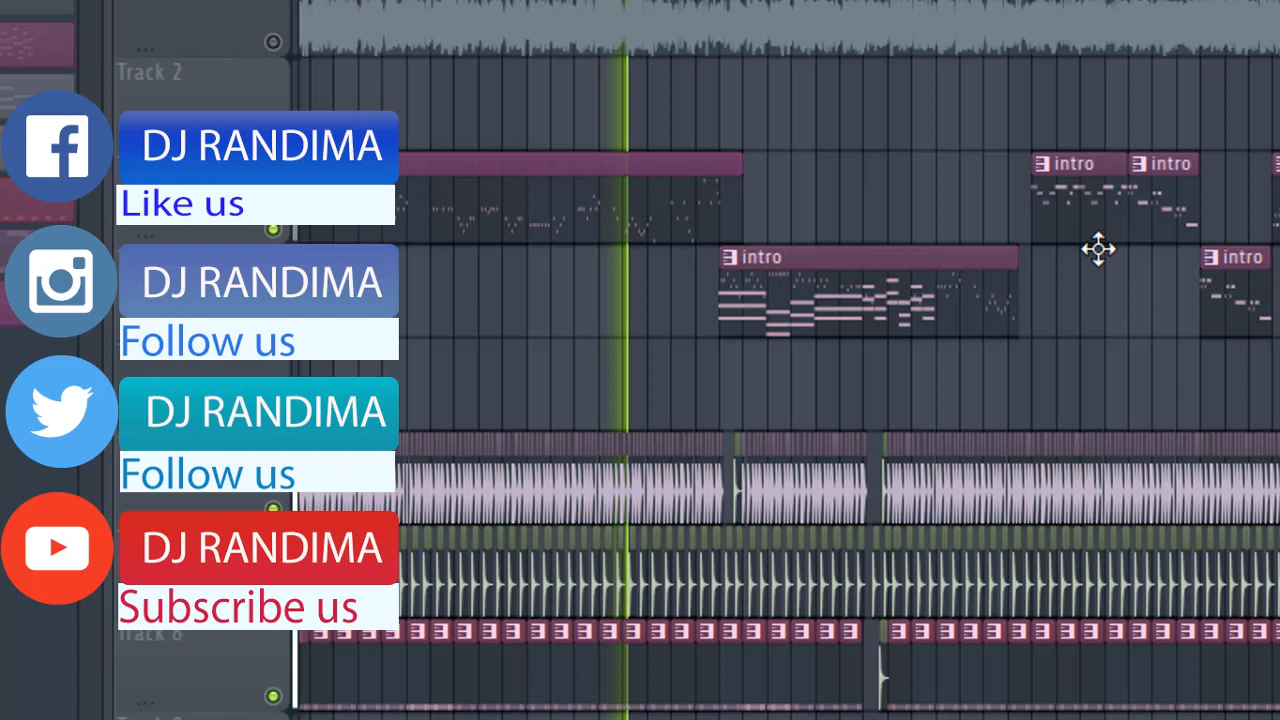 Track 2
DJ RANDIMA
Like us
intro
intro
intro
intro
DJ RANDIMA
Follow us
DJ RANDIMA
Follow us
DJ RANDIMA
Subscribe us